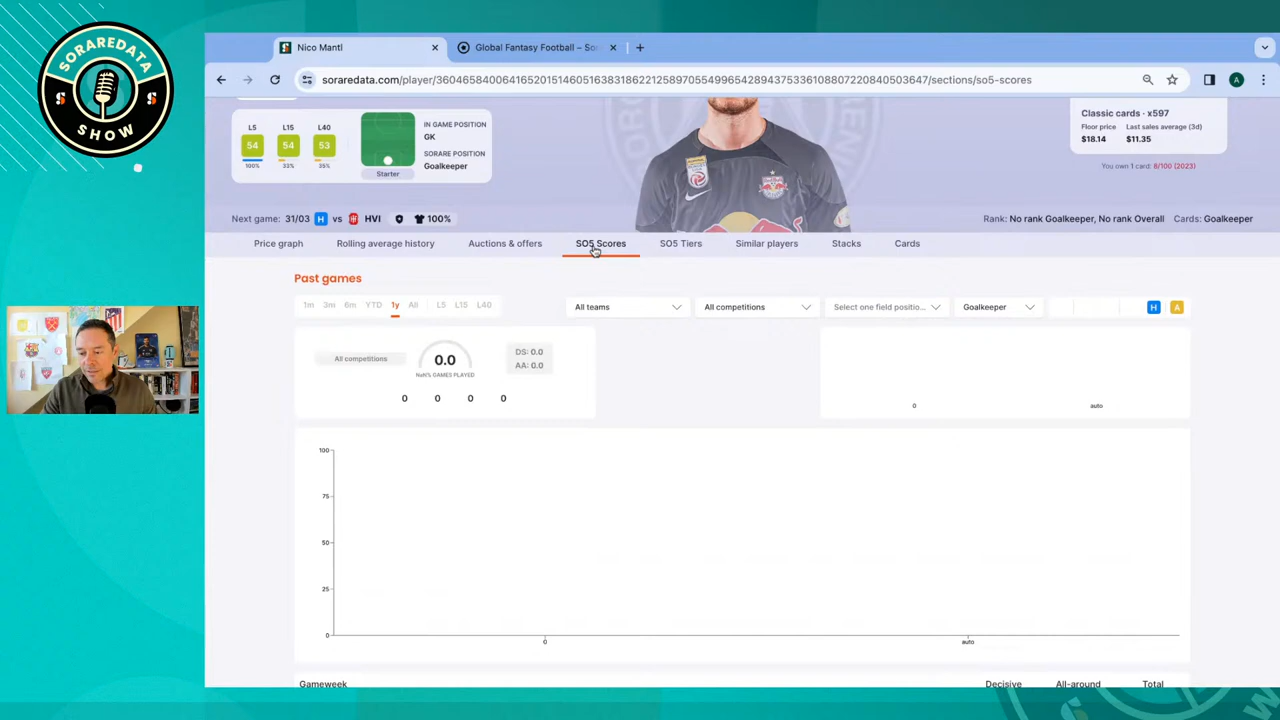 SORAREDATA
SHOW
Nico Mantl
Global Fantasy Football – So
soraredata.com/player/36046584006416520151460516383186221258970554996542894375336108807220840503647/sections/so5-scores
L5 L15 L40
54 54 53
100% 33% 35%
Starter
IN GAME POSITION
GK
SORARE POSITION
Goalkeeper
Classic cards · x597
Floor price Last sales average (3d)
$18.14 $11.35
You own 1 card: 8/100 (2023)
Next game: 31/03 H vs HVI 100%
Rank: No rank Goalkeeper, No rank Overall Cards: Goalkeeper
Price graph Rolling average history Auctions & offers SO5 Scores SO5 Tiers Similar players Stacks Cards
Past games
1m 3m 6m YTD 1y All L5 L15 L40
All teams All competitions Select one field positio... Goalkeeper H A
All competitions
0.0
NaN% GAMES PLAYED
DS: 0.0
AA: 0.0
0 0 0 0
0 auto
100
75
50
25
0
0 auto
Gameweek Decisive All-around Total